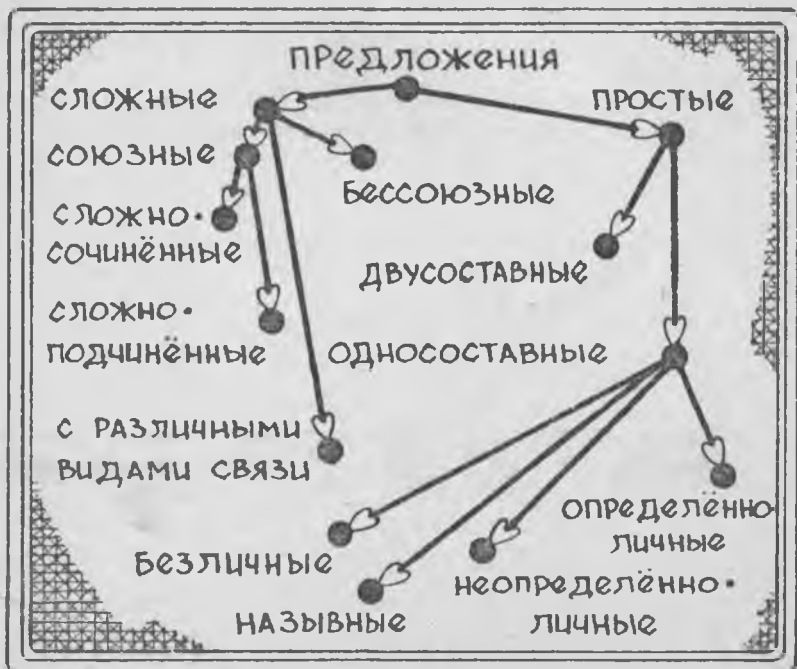 ПРЕДЛОЖЕНИЯ
СЛОЖНЫЕ
ПРОСТЫЕ
СОЮЗНЫЕ
БЕССОЮЗНЫЕ
СЛОЖНО-
СОЧИНЁННЫЕ
ДВУСОСТАВНЫЕ
СЛОЖНО-
ПОДЧИНЁННЫЕ
ОДНОСОСТАВНЫЕ
С РАЗЛИЧНЫМИ
ВИДАМИ СВЯЗИ
ОПРЕДЕЛЁННО
ЛИЧНЫЕ
БЕЗЛИЧНЫЕ
НЕОПРЕДЕЛЁННО-
ЛИЧНЫЕ
НАЗЫВНЫЕ